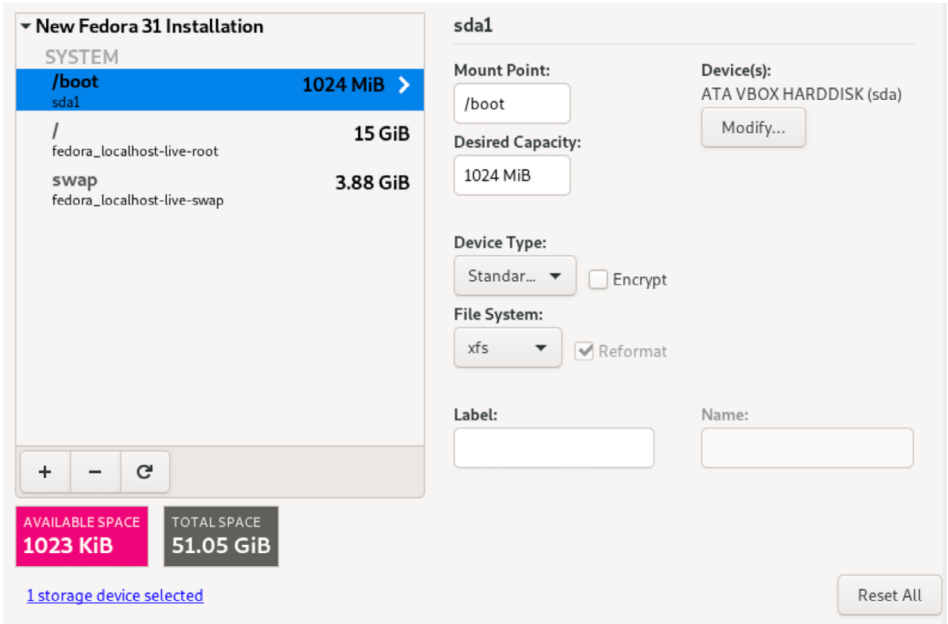 New Fedora 31 Installation
SYSTEM
/boot 1024 MiB
sda1
/ 15 GiB
fedora_localhost-live-root
swap 3.88 GiB
fedora_localhost-live-swap
+ −
AVAILABLE SPACE
1023 KiB
TOTAL SPACE
51.05 GiB
1 storage device selected
sda1
Mount Point:
/boot
Device(s):
ATA VBOX HARDDISK (sda)
Modify...
Desired Capacity:
1024 MiB
Device Type:
Standar...
Encrypt
File System:
xfs
Reformat
Label:
Name:
Reset All